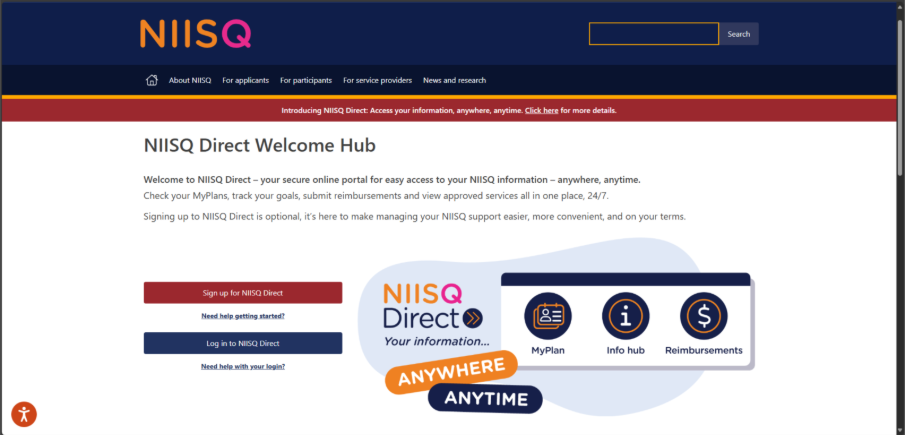 NIISQ
Search
About NIISQ For applicants For participants For service providers News and research
Introducing NIISQ Direct: Access your information, anywhere, anytime. Click here for more details.
NIISQ Direct Welcome Hub
Welcome to NIISQ Direct – your secure online portal for easy access to your NIISQ information – anywhere, anytime.
Check your MyPlans, track your goals, submit reimbursements and view approved services all in one place, 24/7.
Signing up to NIISQ Direct is optional, it's here to make managing your NIISQ support easier, more convenient, and on your terms.
Sign up for NIISQ Direct
Need help getting started?
Log in to NIISQ Direct
Need help with your login?
NIISQ
Direct
Your information...
ANYWHERE
ANYTIME
MyPlan Info hub Reimbursements